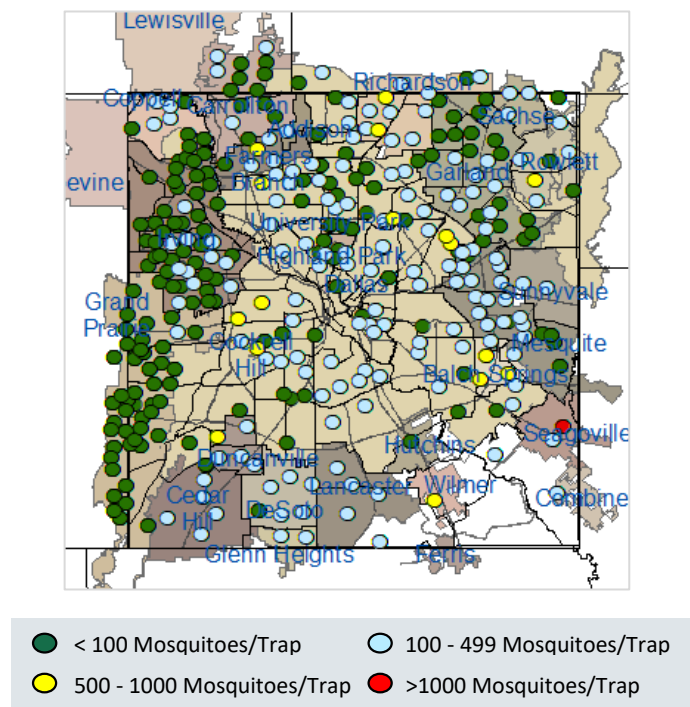 Lewisville
Richardson
Coppell
Carrollton
Sachse
Addison
Farmers
Branch
Rowlett
Garland
evine
University Park
Irving
Highland Park
Dallas
Sunnyvale
Grand
Prairie
Cockrell
Hill
Mesquite
Balch Springs
Seagoville
Hutchins
Duncanville
Lancaster
Wilmer
Combine
Cedar
Hill
DeSoto
Glenn Heights
Ferris
< 100 Mosquitoes/Trap
100 - 499 Mosquitoes/Trap
500 - 1000 Mosquitoes/Trap
>1000 Mosquitoes/Trap